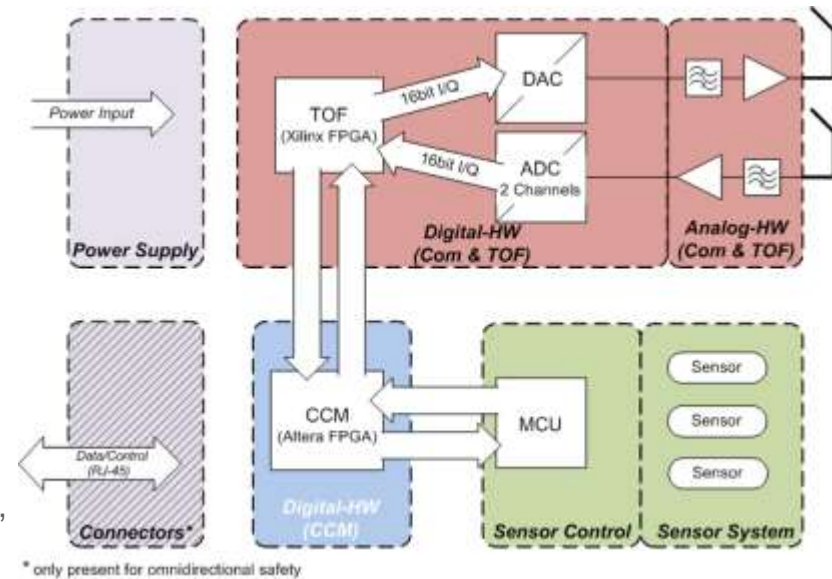 Power Input
Power Supply
TOF
(Xilinx FPGA)
16bit I/Q
16bit I/Q
DAC
ADC
2 Channels
Digital-HW
(Com & TOF)
Analog-HW
(Com & TOF)
Data/Control
(RJ-45)
Connectors*
CCM
(Altera FPGA)
Digital-HW
(CCM)
MCU
Sensor Control
Sensor
Sensor
Sensor
Sensor System
,
* only present for omnidirectional safety